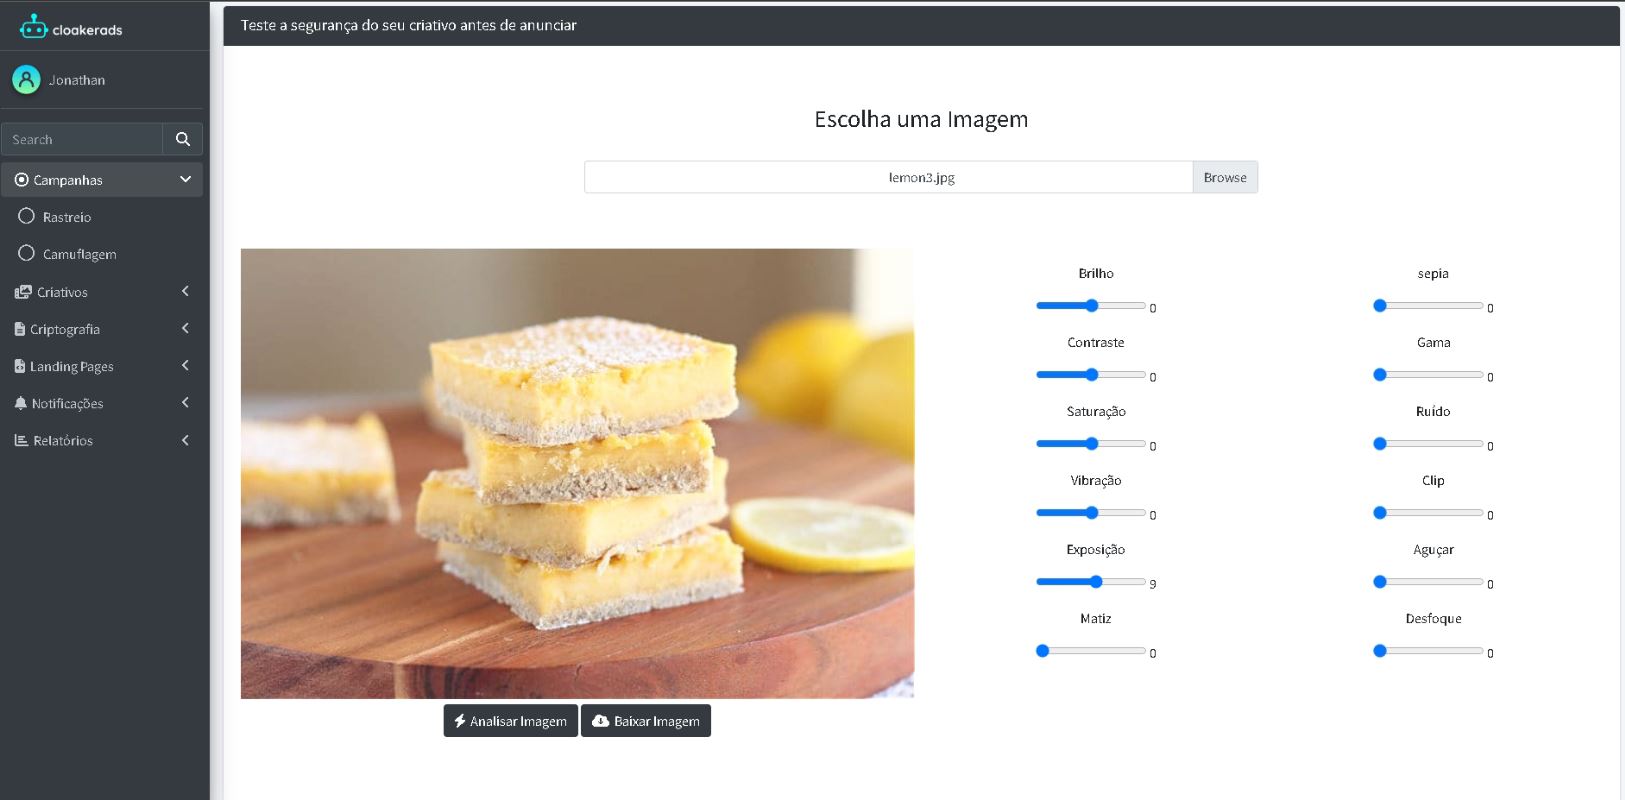 cloakerads
Jonathan
Search
Campanhas
Rastreio
Camuflagem
Criativos
Criptografia
Landing Pages
Notificações
Relatórios
Teste a segurança do seu criativo antes de anunciar
Escolha uma Imagem
lemon3.jpg Browse
Brilho
0
Contraste
0
Saturação
0
Vibração
0
Exposição
9
Matiz
0
sepia
0
Gama
0
Ruído
0
Clip
0
Aguçar
0
Desfoque
0
Analisar Imagem Baixar Imagem